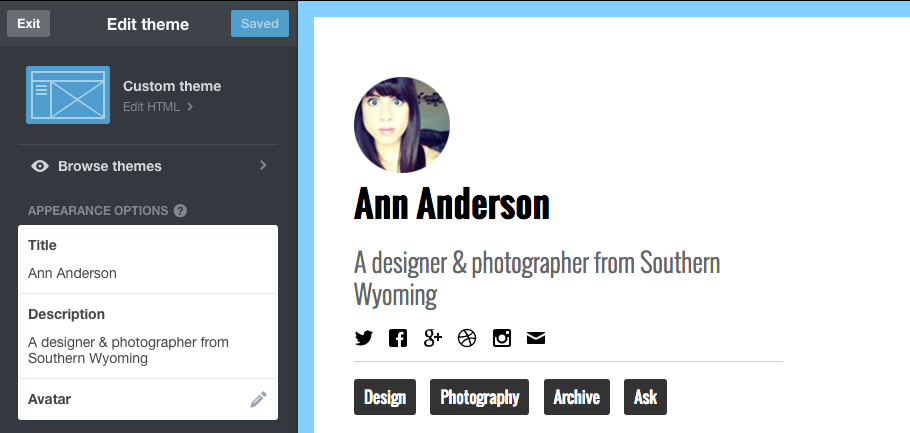 Exit
Edit theme
Saved
Custom theme
Edit HTML
Browse themes
APPEARANCE OPTIONS ?
Title
Ann Anderson
Description
A designer & photographer from
Southern Wyoming
Avatar
Ann Anderson
A designer & photographer from Southern
Wyoming
Design
Photography
Archive
Ask